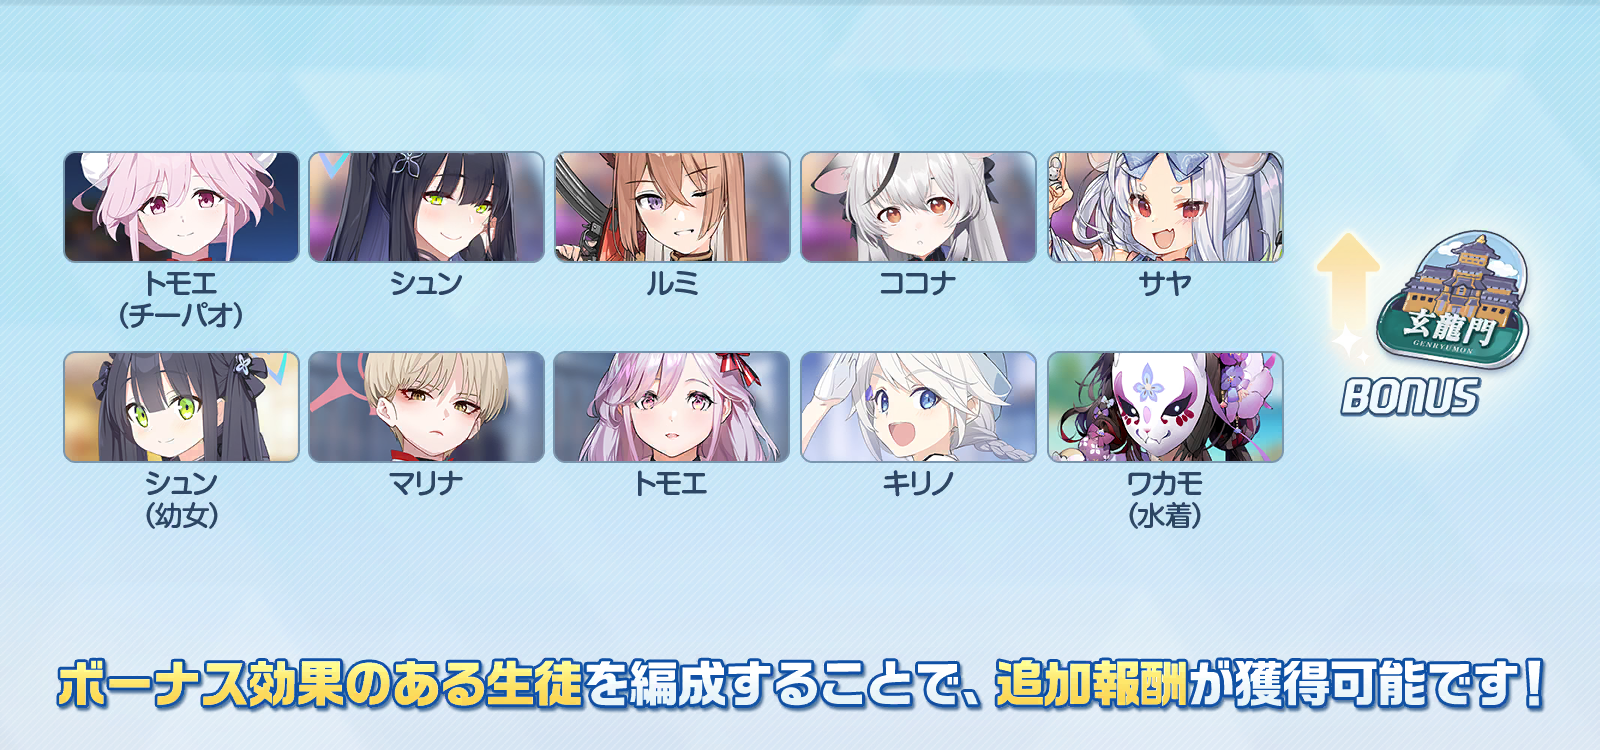 トモエ
(チーパオ)
シュン
ルミ
ココナ
サヤ
玄龍門
GENRYUMON
BONUS
シュン
(幼女)
マリナ
トモエ
キリノ
ワカモ
(水着)
ボーナス効果のある生徒を編成することで、追加報酬が獲得可能です!